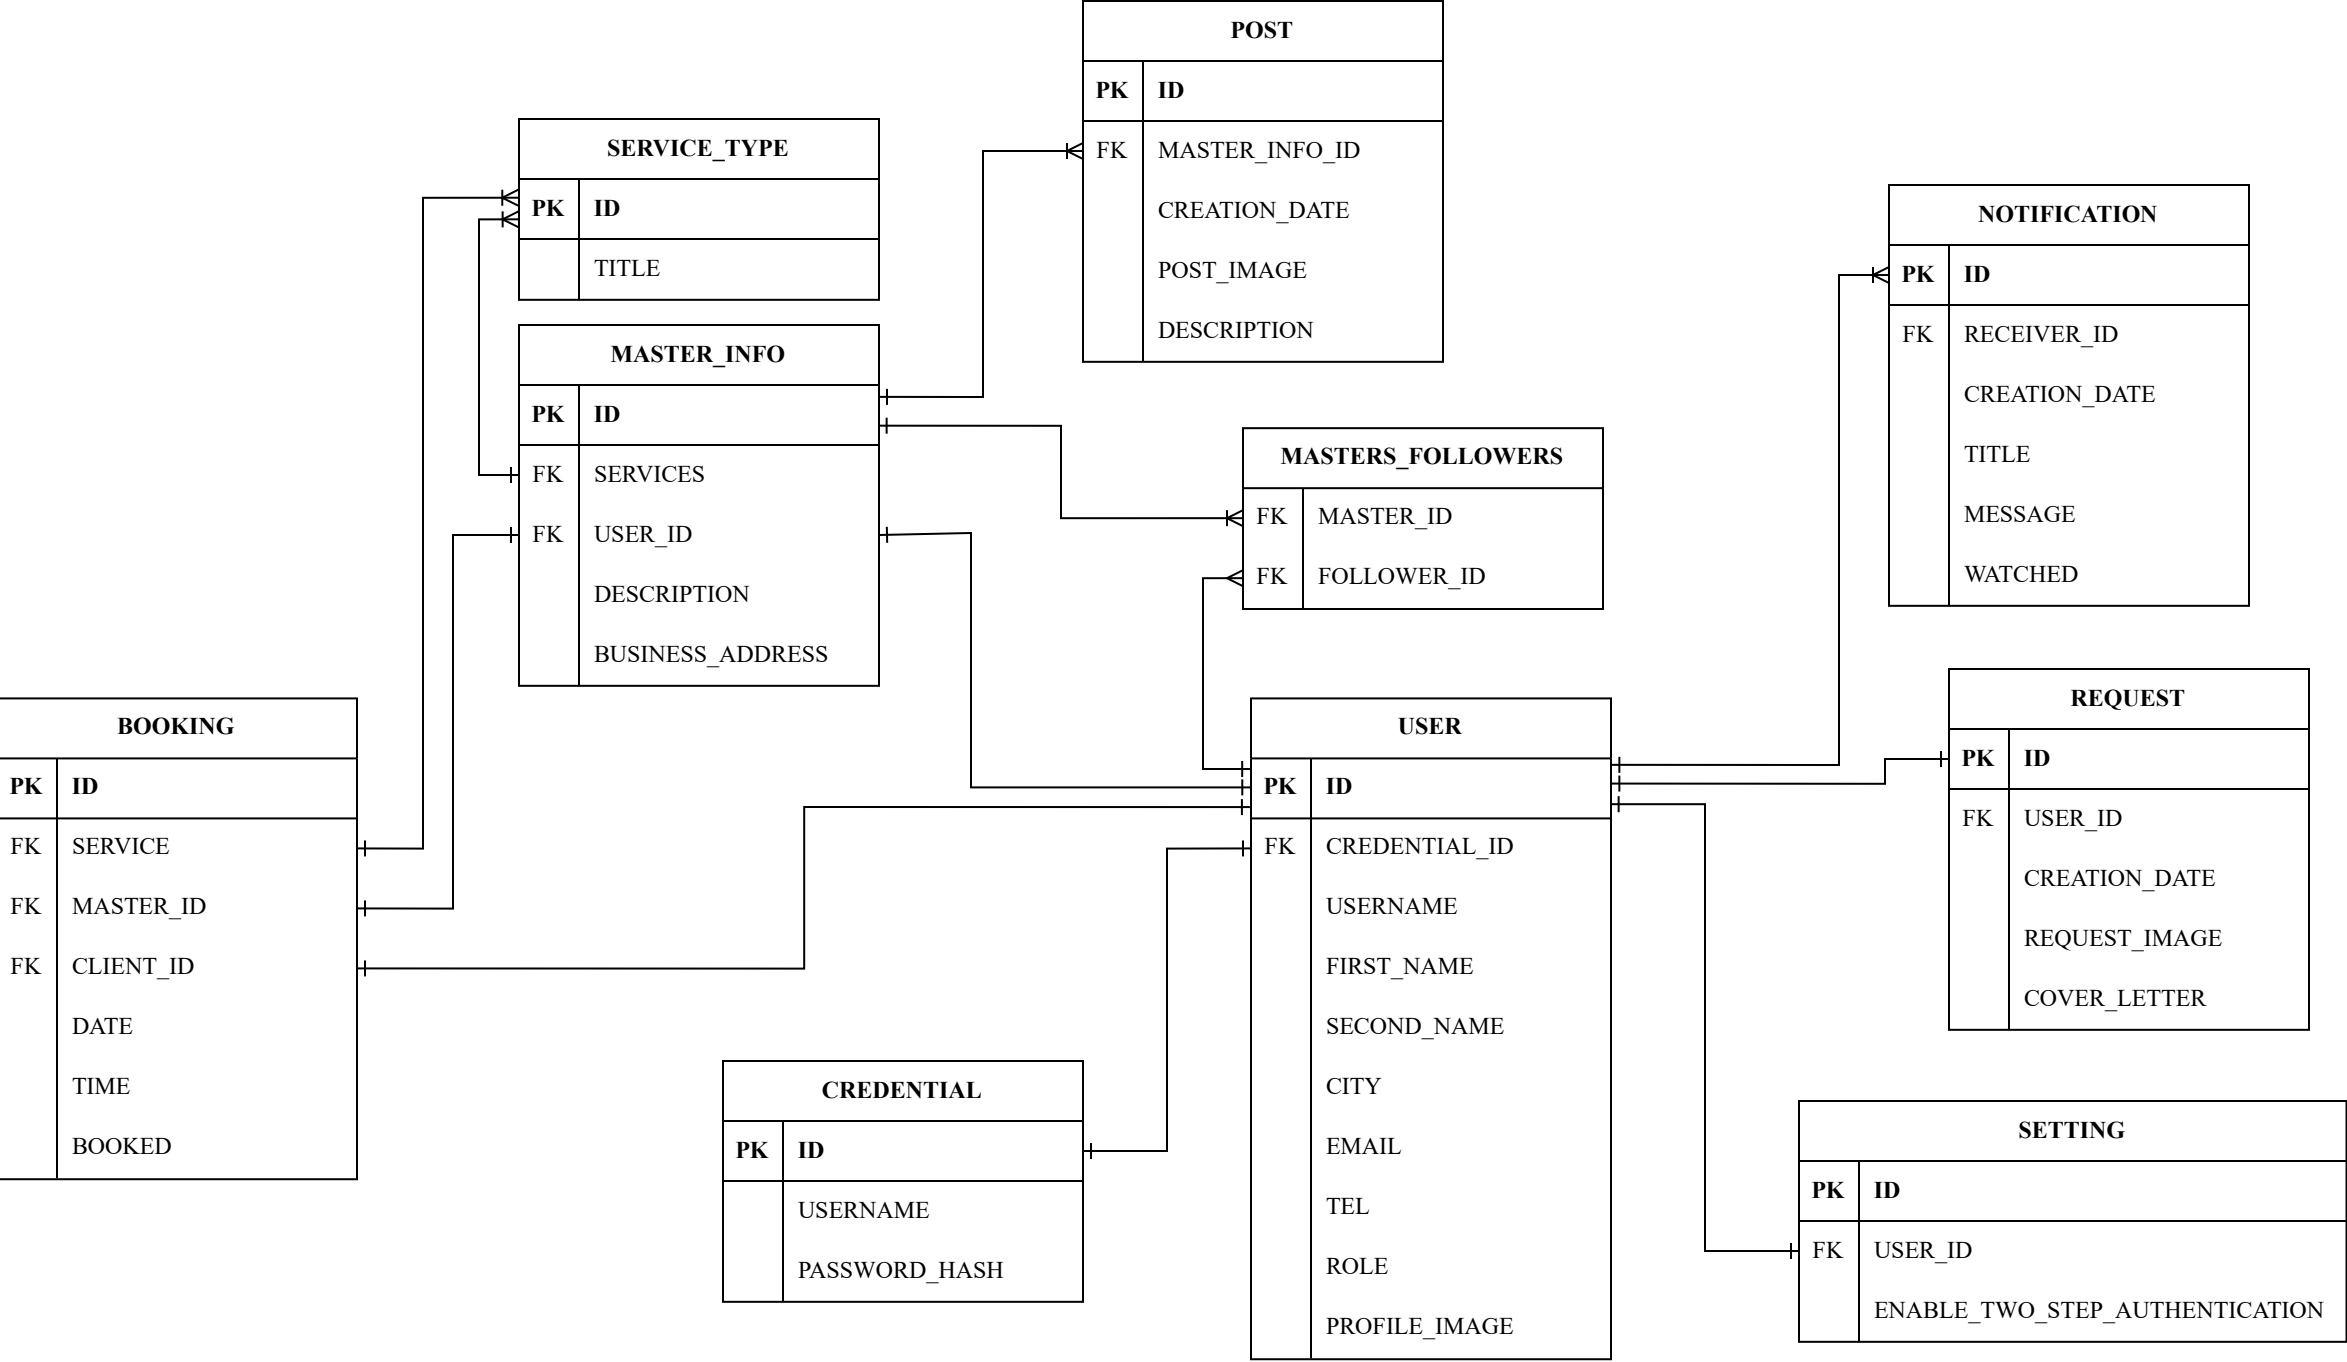 POST
PK ID
FK MASTER_INFO_ID
CREATION_DATE
POST_IMAGE
DESCRIPTION
SERVICE_TYPE
PK ID
TITLE
MASTER_INFO
PK ID
FK SERVICES
FK USER_ID
DESCRIPTION
BUSINESS_ADDRESS
NOTIFICATION
PK ID
FK RECEIVER_ID
CREATION_DATE
TITLE
MESSAGE
WATCHED
MASTERS_FOLLOWERS
FK MASTER_ID
FK FOLLOWER_ID
BOOKING
PK ID
FK SERVICE
FK MASTER_ID
FK CLIENT_ID
DATE
TIME
BOOKED
USER
PK ID
FK CREDENTIAL_ID
USERNAME
FIRST_NAME
SECOND_NAME
CITY
EMAIL
TEL
ROLE
PROFILE_IMAGE
REQUEST
PK ID
FK USER_ID
CREATION_DATE
REQUEST_IMAGE
COVER_LETTER
CREDENTIAL
PK ID
USERNAME
PASSWORD_HASH
SETTING
PK ID
FK USER_ID
ENABLE_TWO_STEP_AUTHENTICATION